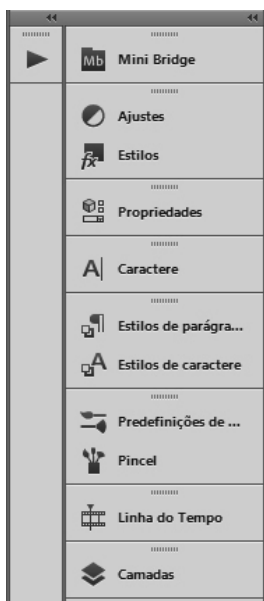 Mb Mini Bridge
Ajustes
fx Estilos
Propriedades
A Caractere
¶ Estilos de parágra...
A Estilos de caractere
Predefinições de ...
Pincel
Linha do Tempo
Camadas